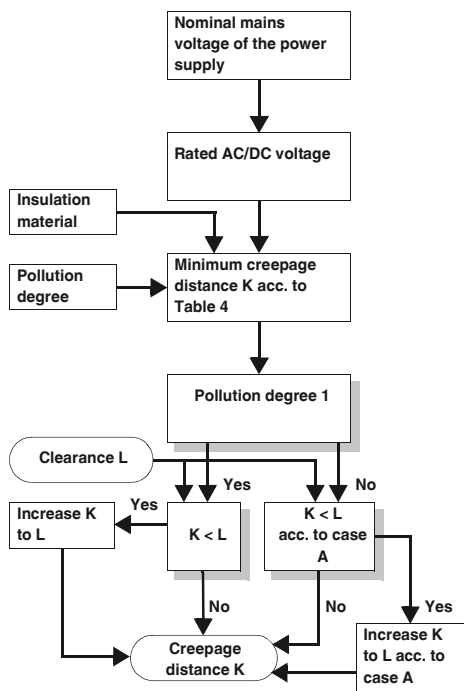 Nominal mains
voltage of the power
supply
Rated AC/DC voltage
Insulation
material
Pollution
degree
Minimum creepage
distance K acc. to
Table 4
Pollution degree 1
Clearance L
Yes
No
Increase K
to L
Yes
K < L
K < L
acc. to case
A
No
No
Yes
Creepage
distance K
Increase K
to L acc. to
case A